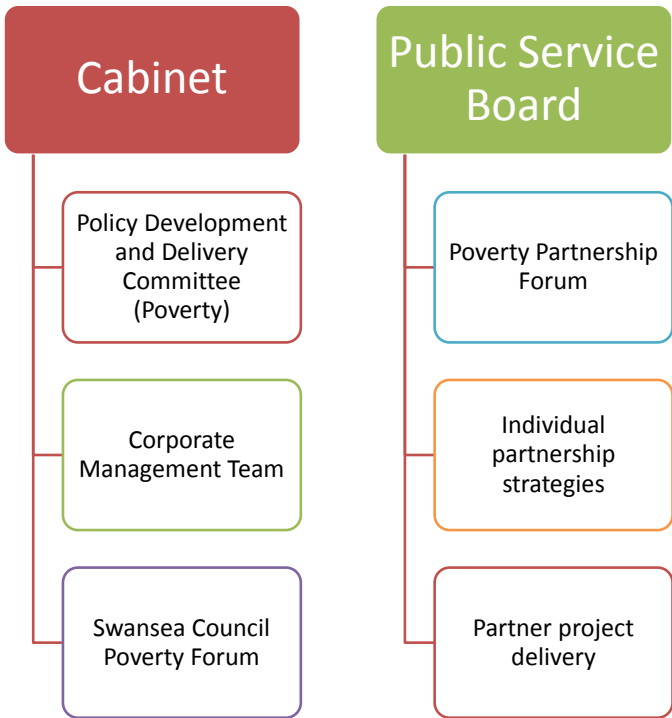 Cabinet
Policy Development
and Delivery
Committee
(Poverty)
Corporate
Management Team
Swansea Council
Poverty Forum
Public Service
Board
Poverty Partnership
Forum
Individual
partnership
strategies
Partner project
delivery